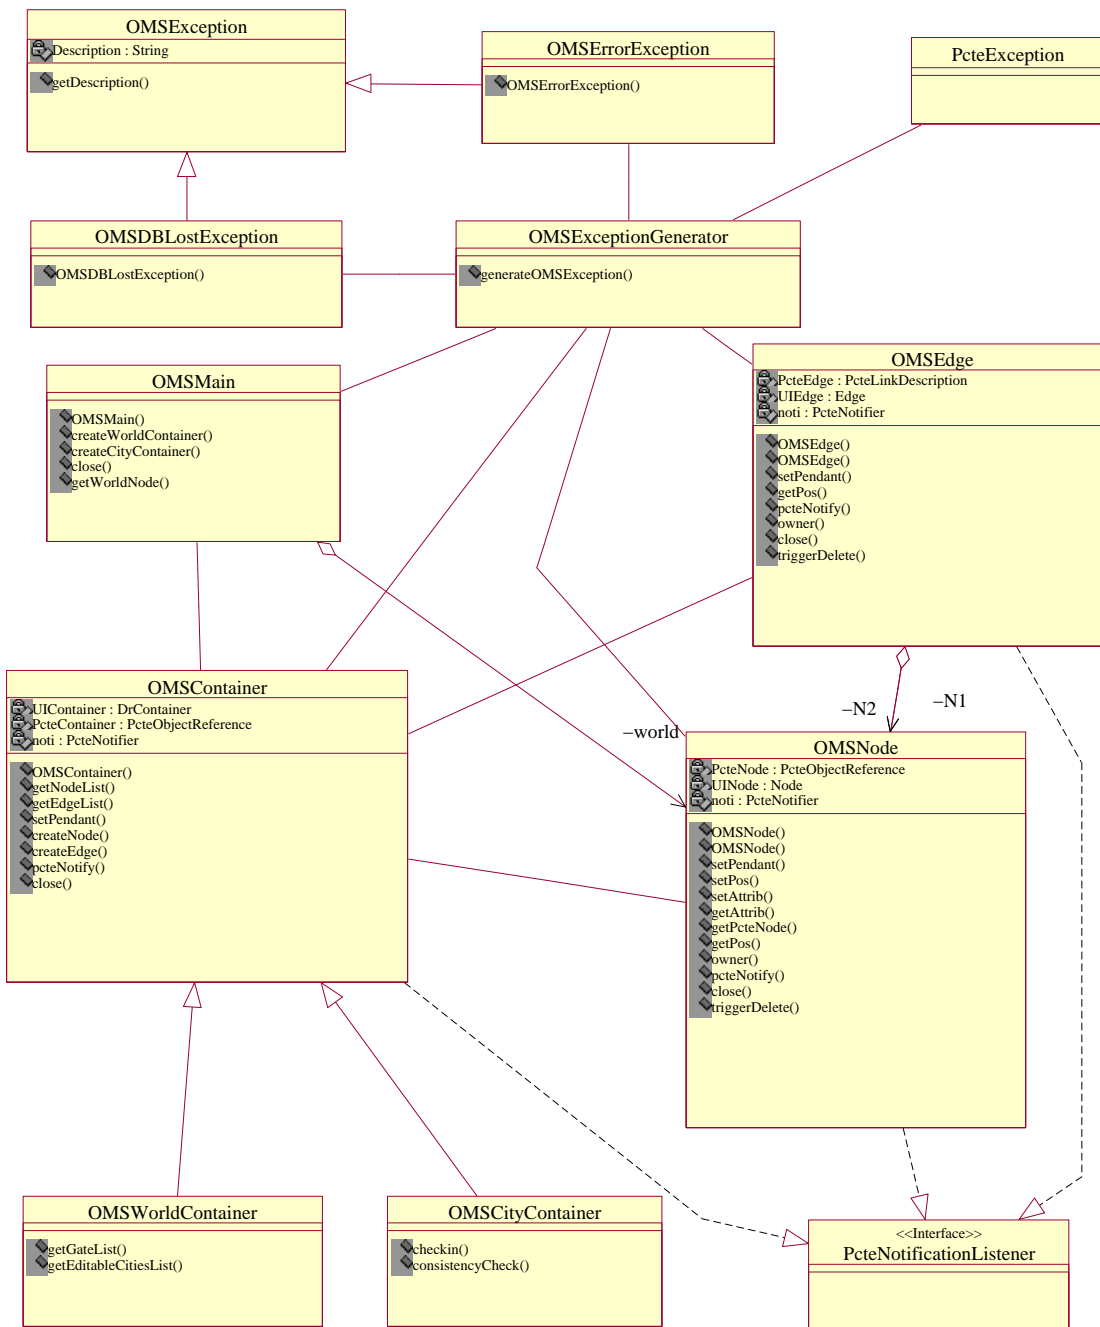 OMSException
Description : String
getDescription()
OMSErrorException
OMSErrorException()
PcteException
OMSDBLostException
OMSDBLostException()
OMSExceptionGenerator
generateOMSException()
OMSMain
OMSMain()
createWorldContainer()
createCityContainer()
close()
getWorldNode()
OMSEdge
PcteEdge : PcteLinkDescription
UIEdge : Edge
noti : PcteNotifier
OMSEdge()
OMSEdge()
setPendant()
getPos()
pcteNotify()
owner()
close()
triggerDelete()
OMSContainer
UIContainer : DrContainer
PcteContainer : PcteObjectReference
noti : PcteNotifier
OMSContainer()
getNodeList()
getEdgeList()
setPendant()
createNode()
createEdge()
pcteNotify()
close()
−world
−N2
−N1
OMSNode
PcteNode : PcteObjectReference
UINode : Node
noti : PcteNotifier
OMSNode()
OMSNode()
setPendant()
setPos()
setAttrib()
getAttrib()
getPcteNode()
getPos()
owner()
pcteNotify()
close()
triggerDelete()
OMSWorldContainer
getGateList()
getEditableCitiesList()
OMSCityContainer
checkin()
consistencyCheck()
<<Interface>>
PcteNotificationListener